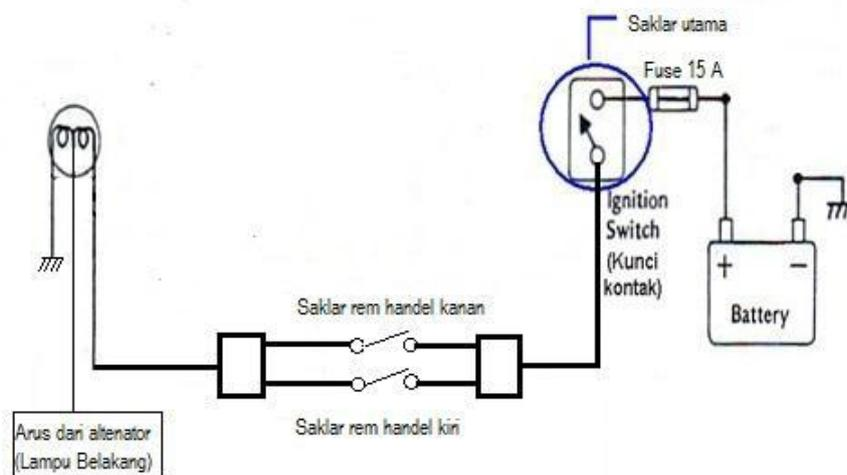 Saklar utama
Fuse 15 A
Ignition
Switch
(Kunci
kontak)
+
−
Battery
Saklar rem handel kanan
Saklar rem handel kiri
Arus dari altenator
(Lampu Belakang)